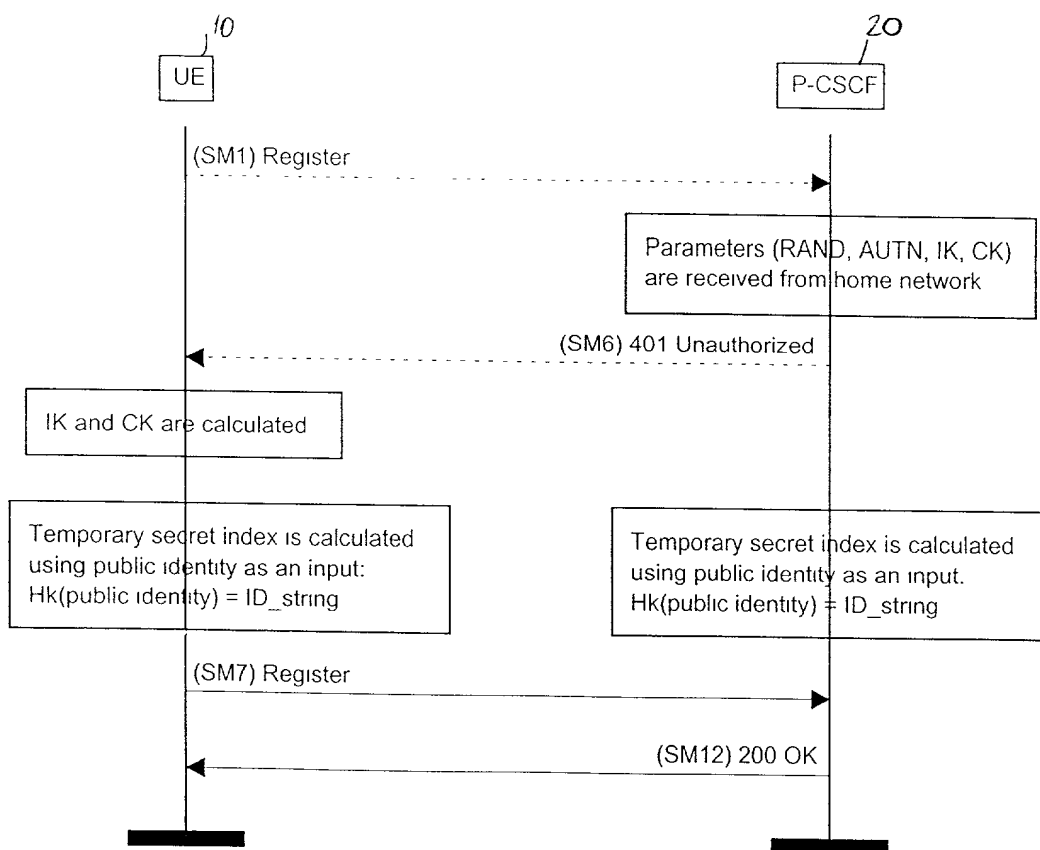 10
20
UE
P-CSCF
(SM1) Register
Parameters (RAND, AUTN, IK, CK)
are received from home network
(SM6) 401 Unauthorized
IK and CK are calculated
Temporary secret index is calculated
using public identity as an input:
Hk(public identity) = ID_string
Temporary secret index is calculated
using public identity as an input.
Hk(public identity) = ID_string
(SM7) Register
(SM12) 200 OK